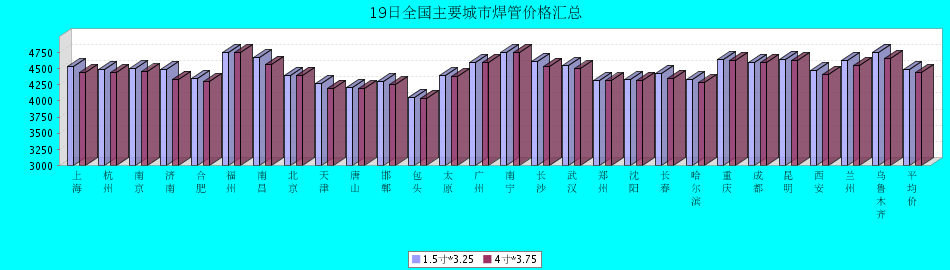 19日全国主要城市焊管价格汇总
4750
4500
4250
4000
3750
3500
3250
3000
上海
杭州
南京
济南
合肥
福州
南昌
北京
天津
唐山
邯郸
包头
太原
广州
南宁
长沙
武汉
郑州
沈阳
长春
哈尔滨
重庆
成都
昆明
西安
兰州
乌鲁木齐
平均价
1.5寸*3.25
4寸*3.75